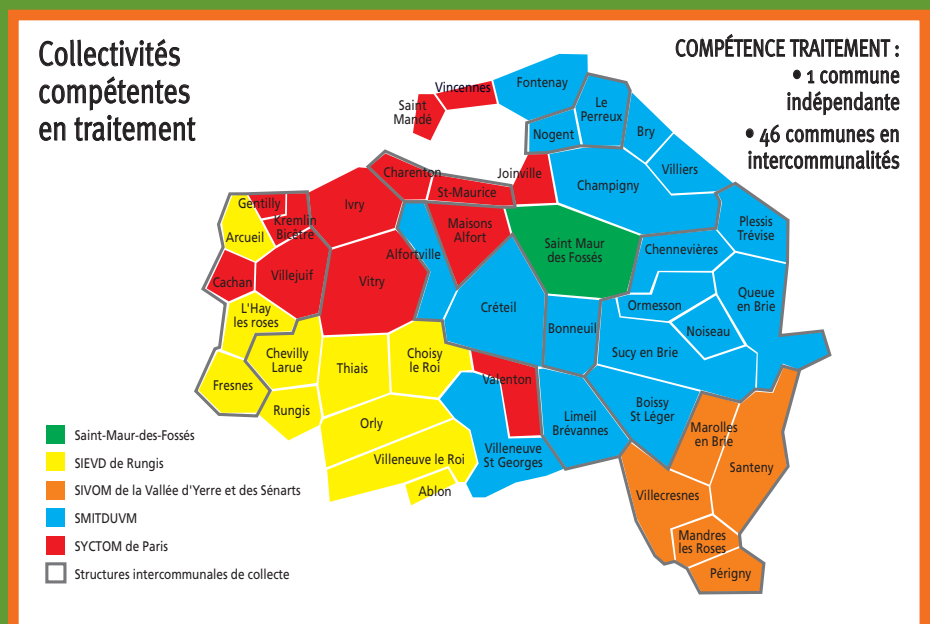 Collectivités
compétentes
en traitement
COMPÉTENCE TRAITEMENT :
• 1 commune
indépendante
• 46 communes en
intercommunalités
Vincennes
Fontenay
Saint
Mandé
Le
Perreux
Nogent
Bry
Villiers
Charenton
Joinville
St-Maurice
Champigny
Gentilly
Kremlin
Bicêtre
Ivry
Arcueil
Maisons
Alfort
Saint Maur
des Fossés
Plessis
Trévise
Chennevières
Alfortville
Cachan
Villejuif
Vitry
Créteil
Ormesson
Queue
en Brie
L'Hay
les roses
Bonneuil
Noiseau
Sucy en Brie
Chevilly
Larue
Thiais
Choisy
le Roi
Fresnes
Valenton
Rungis
Orly
Limeil
Brévannes
Boissy
St Léger
Marolles
en Brie
Villeneuve le Roi
Villeneuve
St Georges
Santeny
Ablon
Villecresnes
Mandres
les Roses
Périgny
Saint-Maur-des-Fossés
SIEVD de Rungis
SIVOM de la Vallée d'Yerre et des Sénarts
SMITDUVM
SYCTOM de Paris
Structures intercommunales de collecte